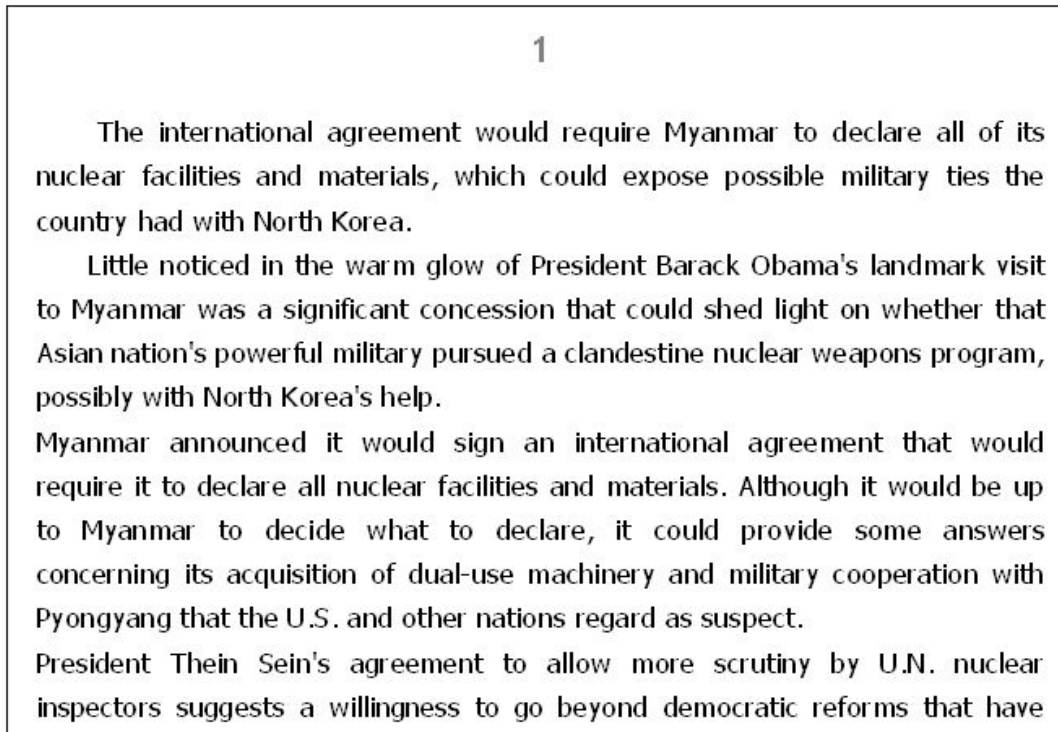 1
The international agreement would require Myanmar to declare all of its
nuclear facilities and materials, which could expose possible military ties the
country had with North Korea.
Little noticed in the warm glow of President Barack Obama's landmark visit
to Myanmar was a significant concession that could shed light on whether that
Asian nation's powerful military pursued a clandestine nuclear weapons program,
possibly with North Korea's help.
Myanmar announced it would sign an international agreement that would
require it to declare all nuclear facilities and materials. Although it would be up
to Myanmar to decide what to declare, it could provide some answers
concerning its acquisition of dual-use machinery and military cooperation with
Pyongyang that the U.S. and other nations regard as suspect.
President Thein Sein's agreement to allow more scrutiny by U.N. nuclear
inspectors suggests a willingness to go beyond democratic reforms that have